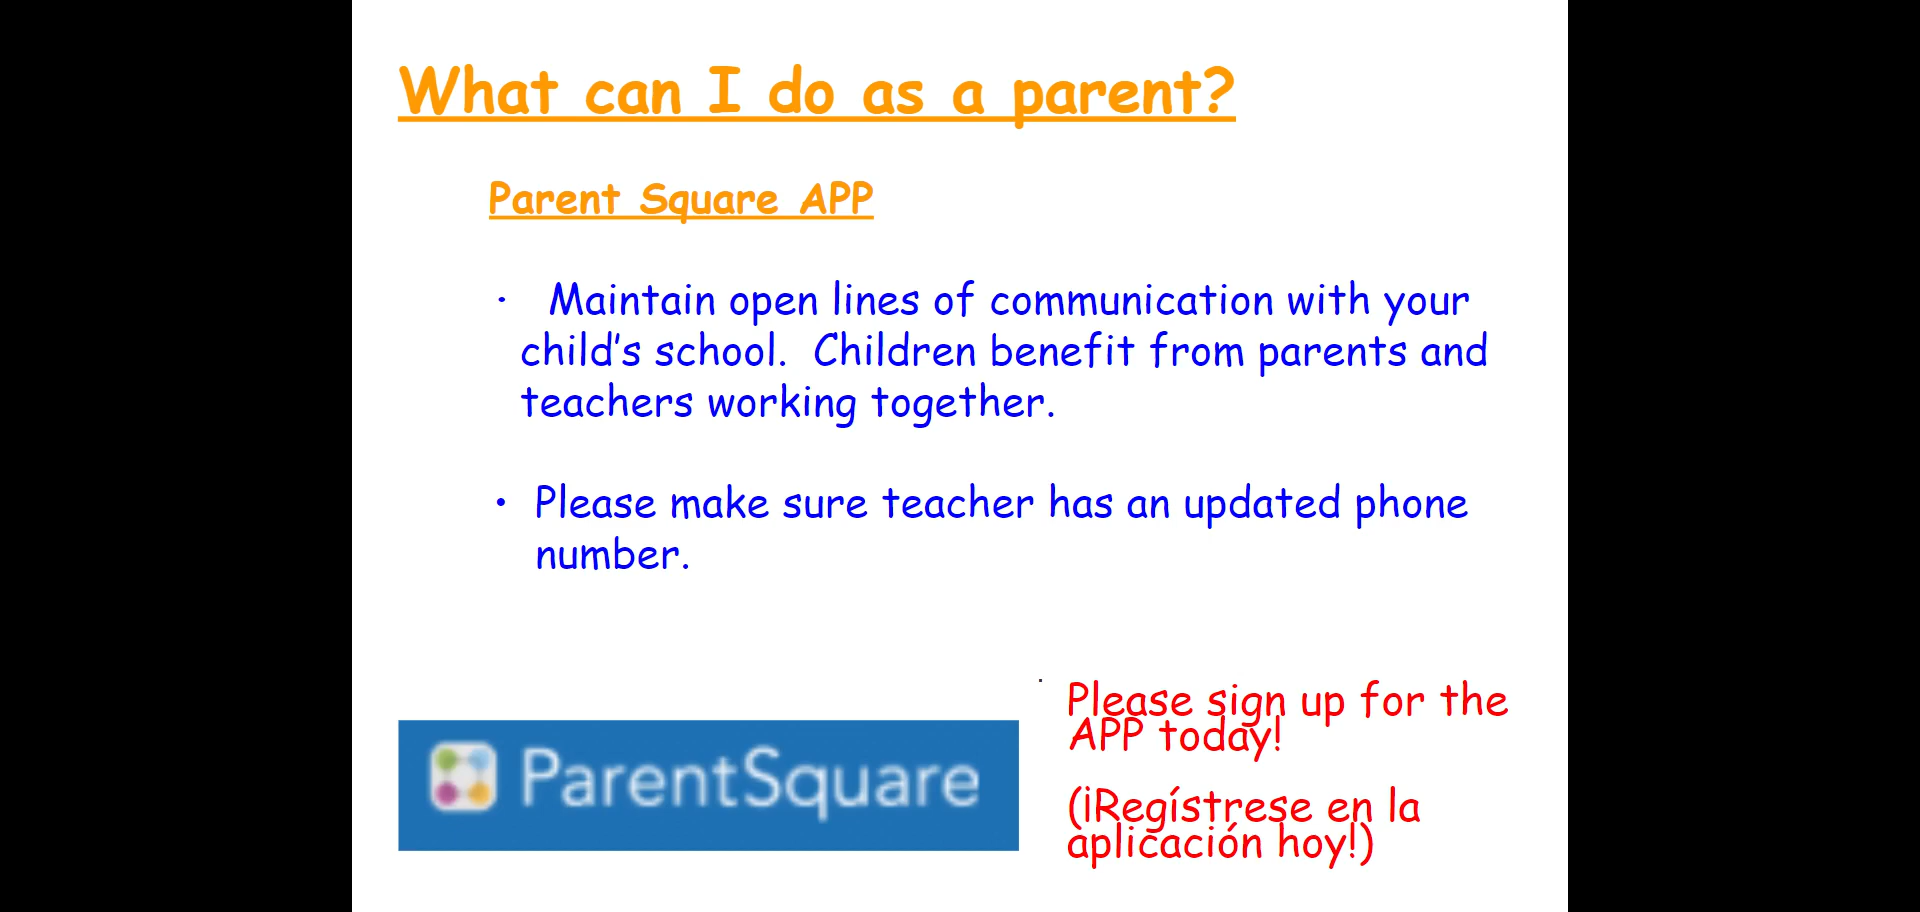 What can I do as a parent?
Parent Square APP
• Maintain open lines of communication with your
child's school.  Children benefit from parents and
teachers working together.
• Please make sure teacher has an updated phone
number.
• Please sign up for the
APP today!
(¡Regístrese en la
aplicación hoy!)
ParentSquare